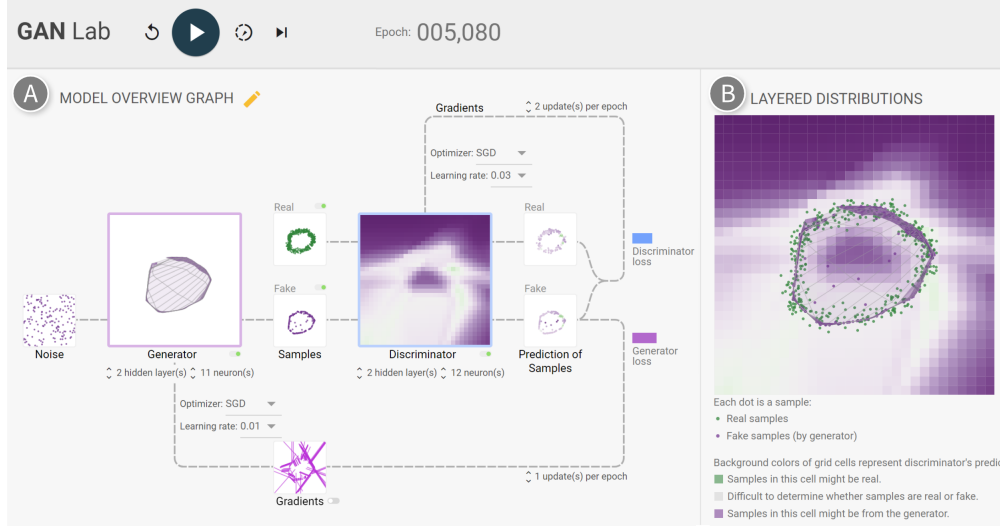 GAN Lab
Epoch: 005,080
A MODEL OVERVIEW GRAPH
Gradients
2 update(s) per epoch
Optimizer: SGD
Learning rate: 0.03
Real
Real
Discriminator
loss
Fake
Fake
Generator
loss
Noise
Generator
Samples
Discriminator
Prediction of
Samples
2 hidden layer(s) 11 neuron(s)
2 hidden layer(s) 12 neuron(s)
Optimizer: SGD
Learning rate: 0.01
Gradients
1 update(s) per epoch
B LAYERED DISTRIBUTIONS
Each dot is a sample:
Real samples
Fake samples (by generator)
Background colors of grid cells represent discriminator's predic
Samples in this cell might be real.
Difficult to determine whether samples are real or fake.
Samples in this cell might be from the generator.